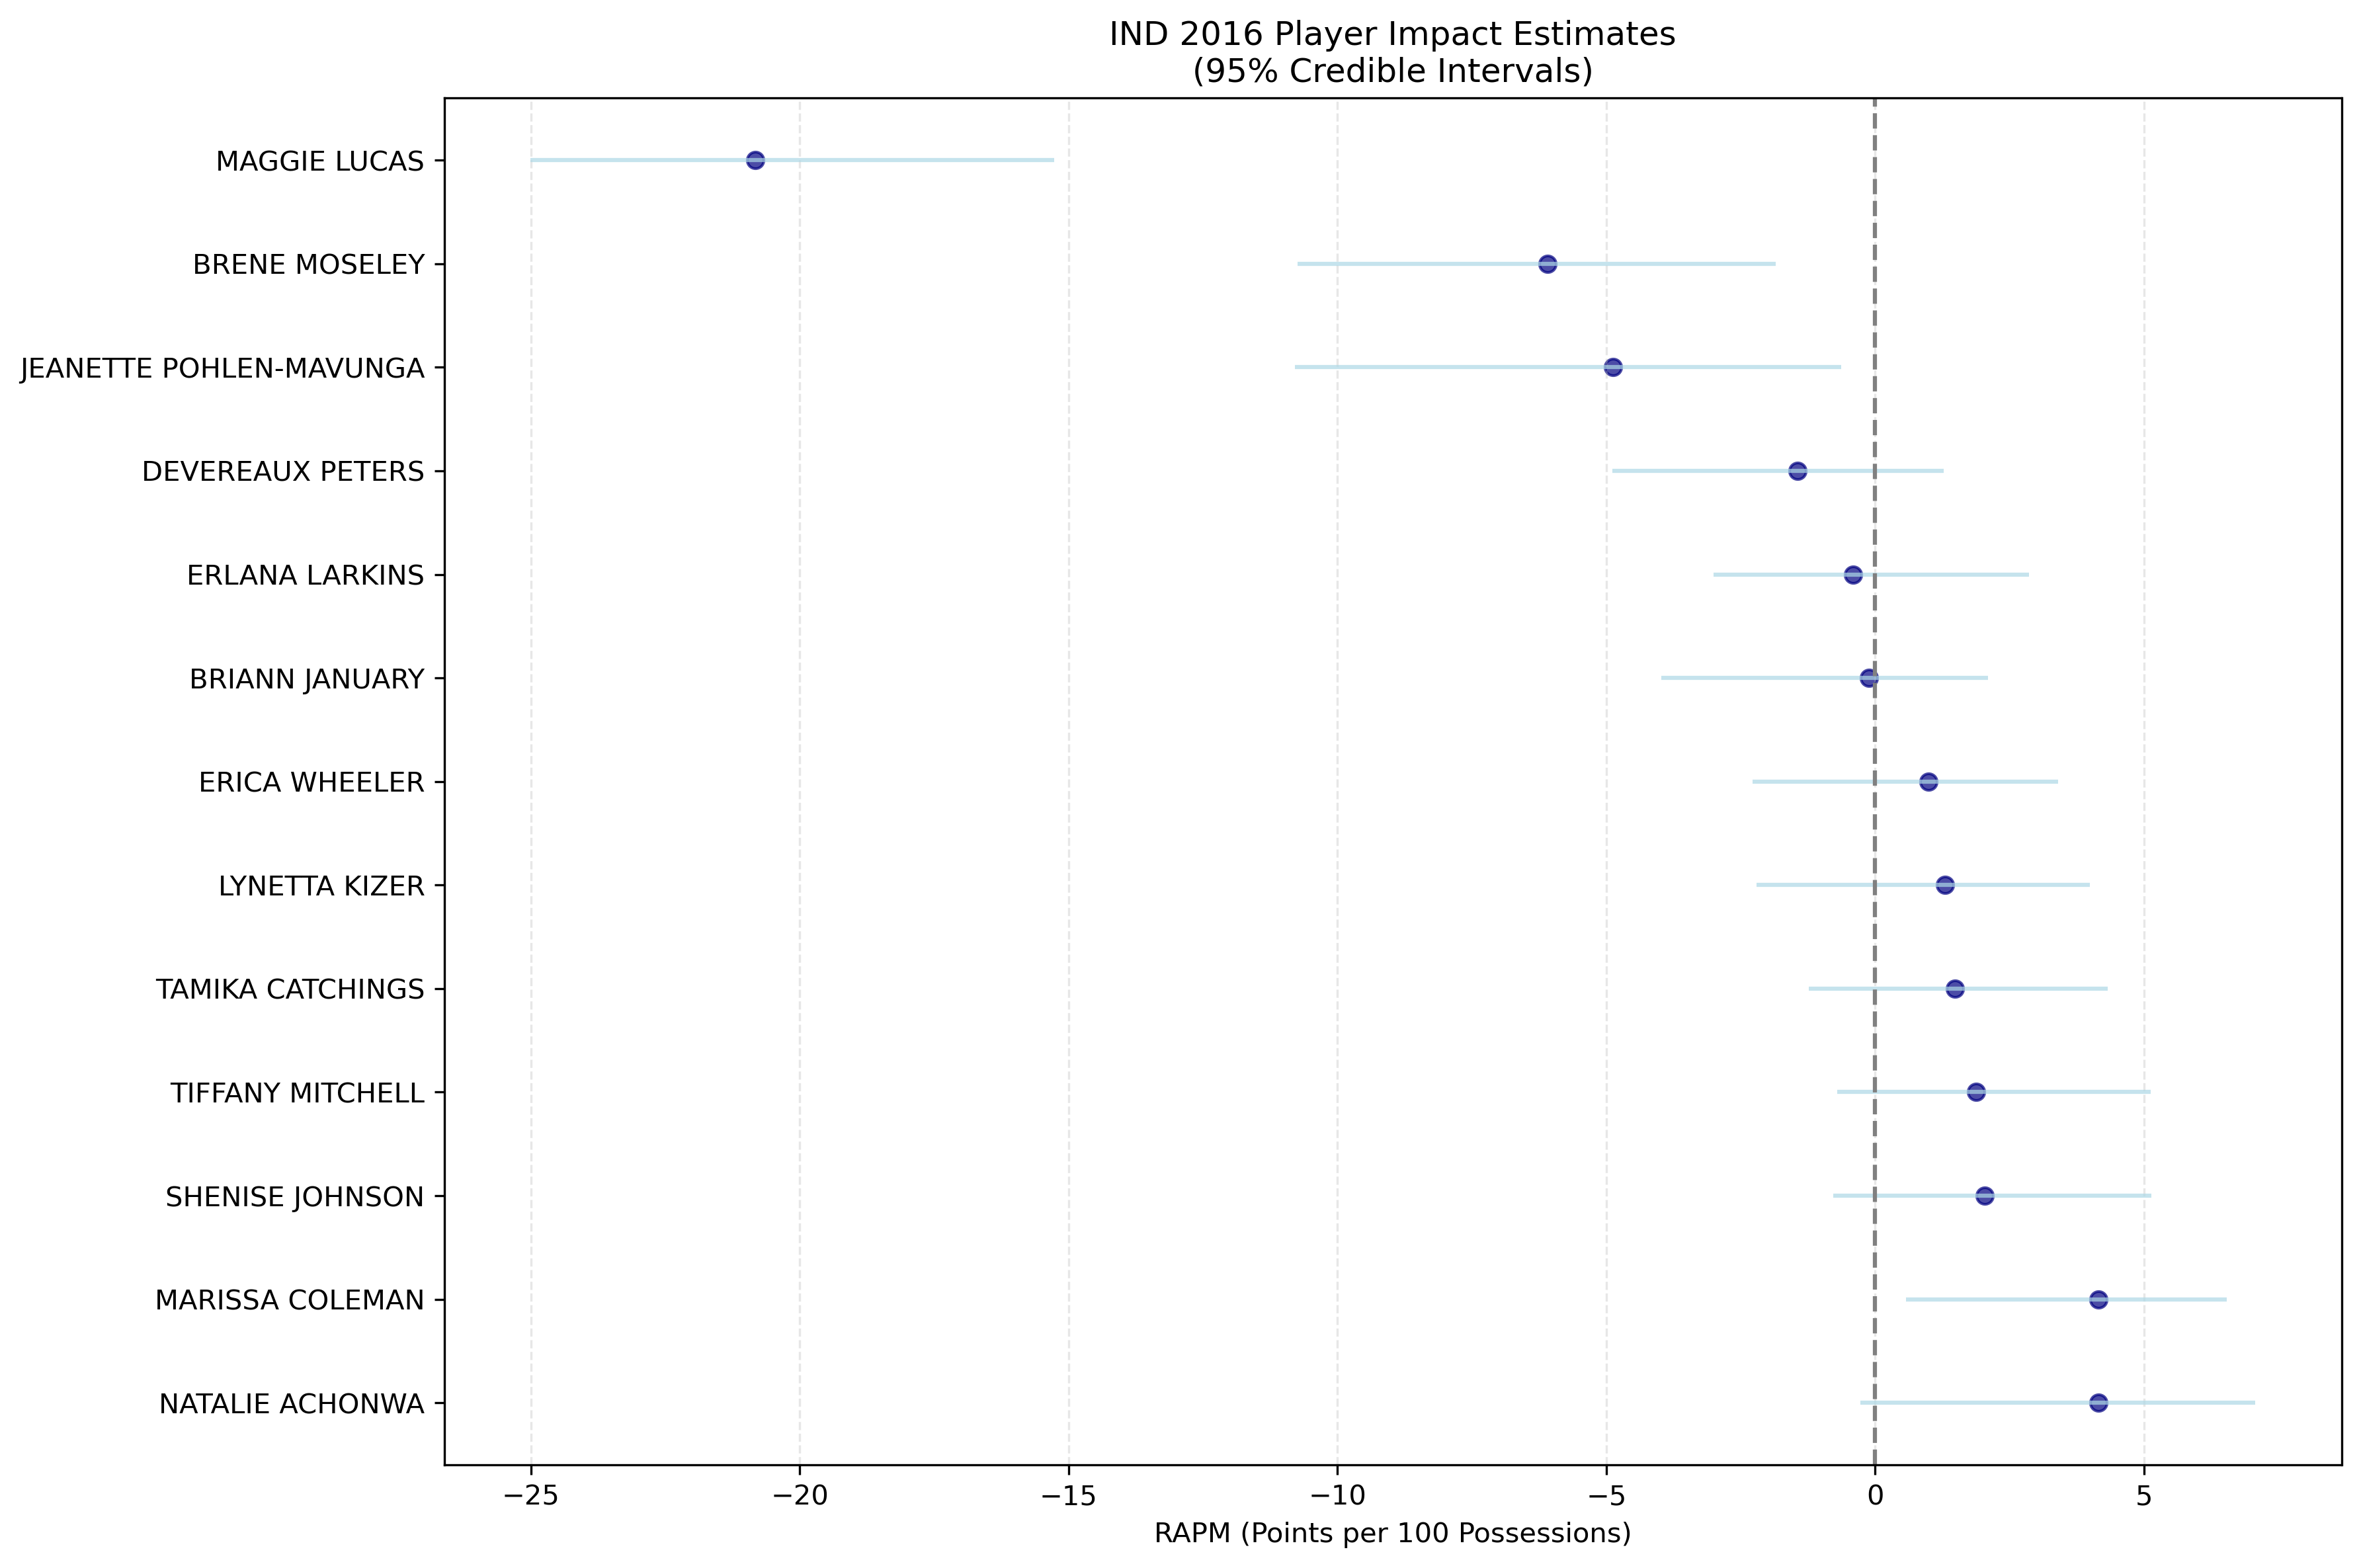 IND 2016 Player Impact Estimates
(95% Credible Intervals)
MAGGIE LUCAS
BRENE MOSELEY
JEANETTE POHLEN-MAVUNGA
DEVEREAUX PETERS
ERLANA LARKINS
BRIANN JANUARY
ERICA WHEELER
LYNETTA KIZER
TAMIKA CATCHINGS
TIFFANY MITCHELL
SHENISE JOHNSON
MARISSA COLEMAN
NATALIE ACHONWA
−25 −20 −15 −10 −5 0 5
RAPM (Points per 100 Possessions)